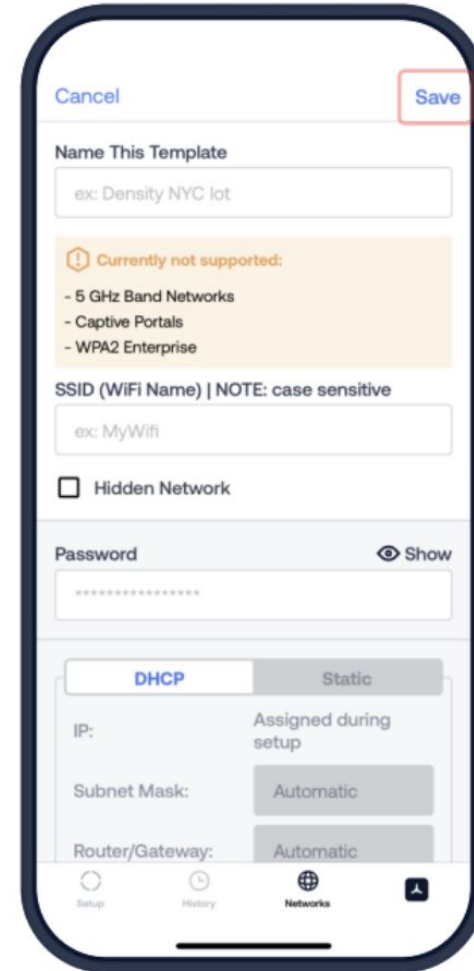 Cancel Save
Name This Template
ex: Density NYC Iot
Currently not supported:
- 5 GHz Band Networks
- Captive Portals
- WPA2 Enterprise
SSID (WiFi Name) | NOTE: case sensitive
ex: MyWifi
Hidden Network
Password Show
****************
DHCP Static
IP: Assigned during
setup
Subnet Mask: Automatic
Router/Gateway: Automatic
Setup History Networks